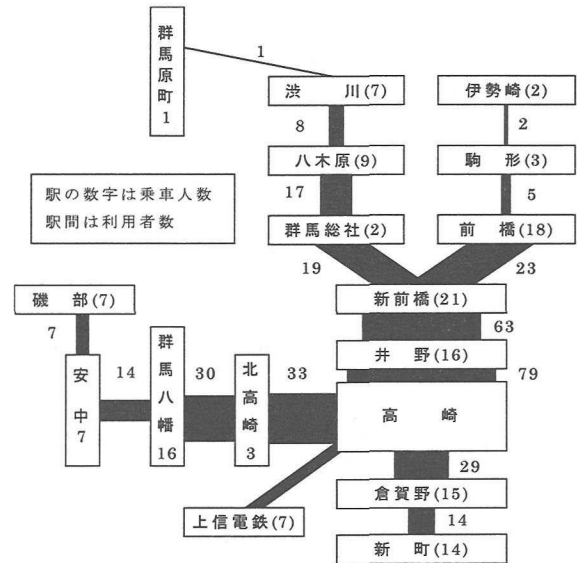 群馬原町
1
1
渋川(7)
伊勢崎(2)
8
2
八木原(9)
駒形(3)
駅の数字は乗車人数
駅間は利用者数
17
5
群馬総社(2)
前橋(18)
19
23
磯部(7)
新前橋(21)
7
63
群馬八幡
16
井野(16)
安中
7
14
30
北高崎
3
33
79
高崎
29
倉賀野(15)
上信電鉄(7)
14
新町(14)